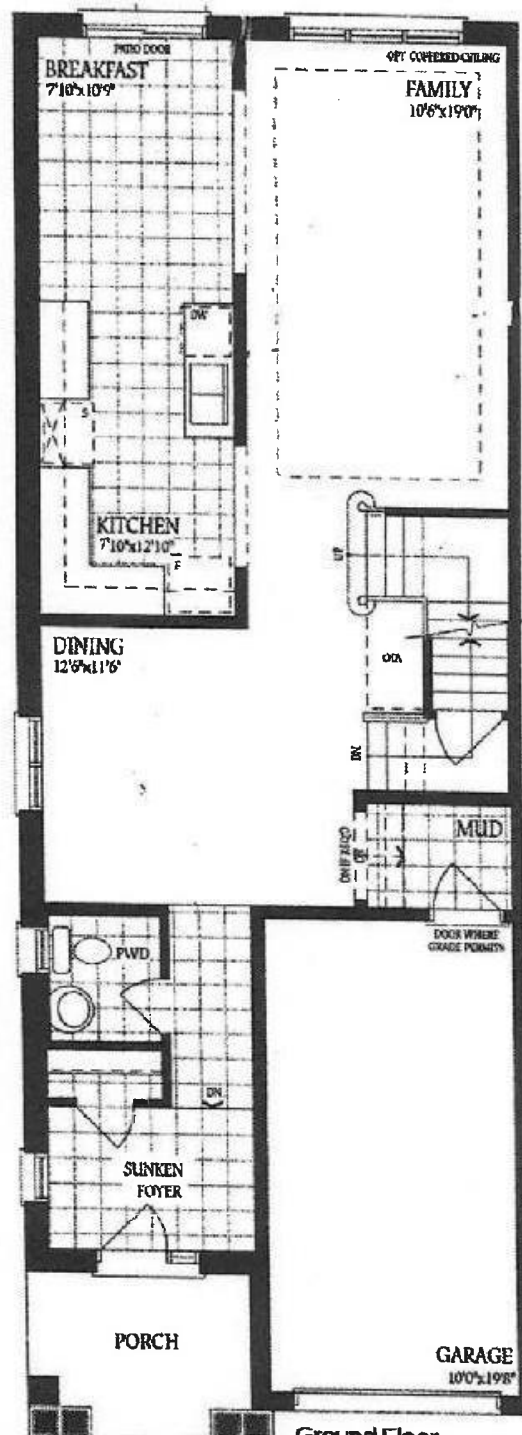 PATIO DOOR
BREAKFAST
7'10"x10'9"
OPT COFFERED CEILING
FAMILY
10'6"x19'0"
DW
S
KITCHEN
7'10"x12'10"
F
UP
DINING
12'6"x11'6"
DN
MUD
DOOR WHERE
GRADE PERMITS
PWD
DN
SUNKEN
FOYER
PORCH
GARAGE
10'0"x19'8"
Ground Floor